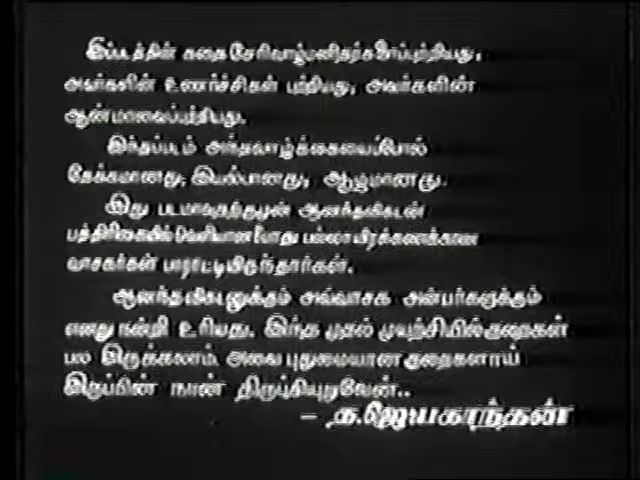 இப்படத்தின் கதை சேரிவாழ் மனிதர்களைப்பற்றியது,
அவர்களின் உணர்ச்சிகள் பற்றியது, அவர்களின்
ஆன்மாவைப்பற்றியது.
இந்தப்படம் அந்தவாழ்க்கையைப்போல்
தேக்கமானது, இயல்பானது, ஆழமானது.
இது படமாவதற்குமுன் ஆனந்தவிகடன்
பத்திரிகையில் வெளியானபோது பல்லாயிரக்கணக்கான
வாசகர்கள் பாராட்டியிருந்தார்கள்.
ஆனந்தவிகடனுக்கும் அவ்வாசக அன்பர்களுக்கும்
எனது நன்றி உரியது. இந்த முதல் முயற்சியில் குறைகள்
பல இருக்கலாம். அவை புதுமையான குறைகளாய்
இருப்பின் நான் திருப்தியுறுவேன்..
– த.ஜெயகாந்தன்